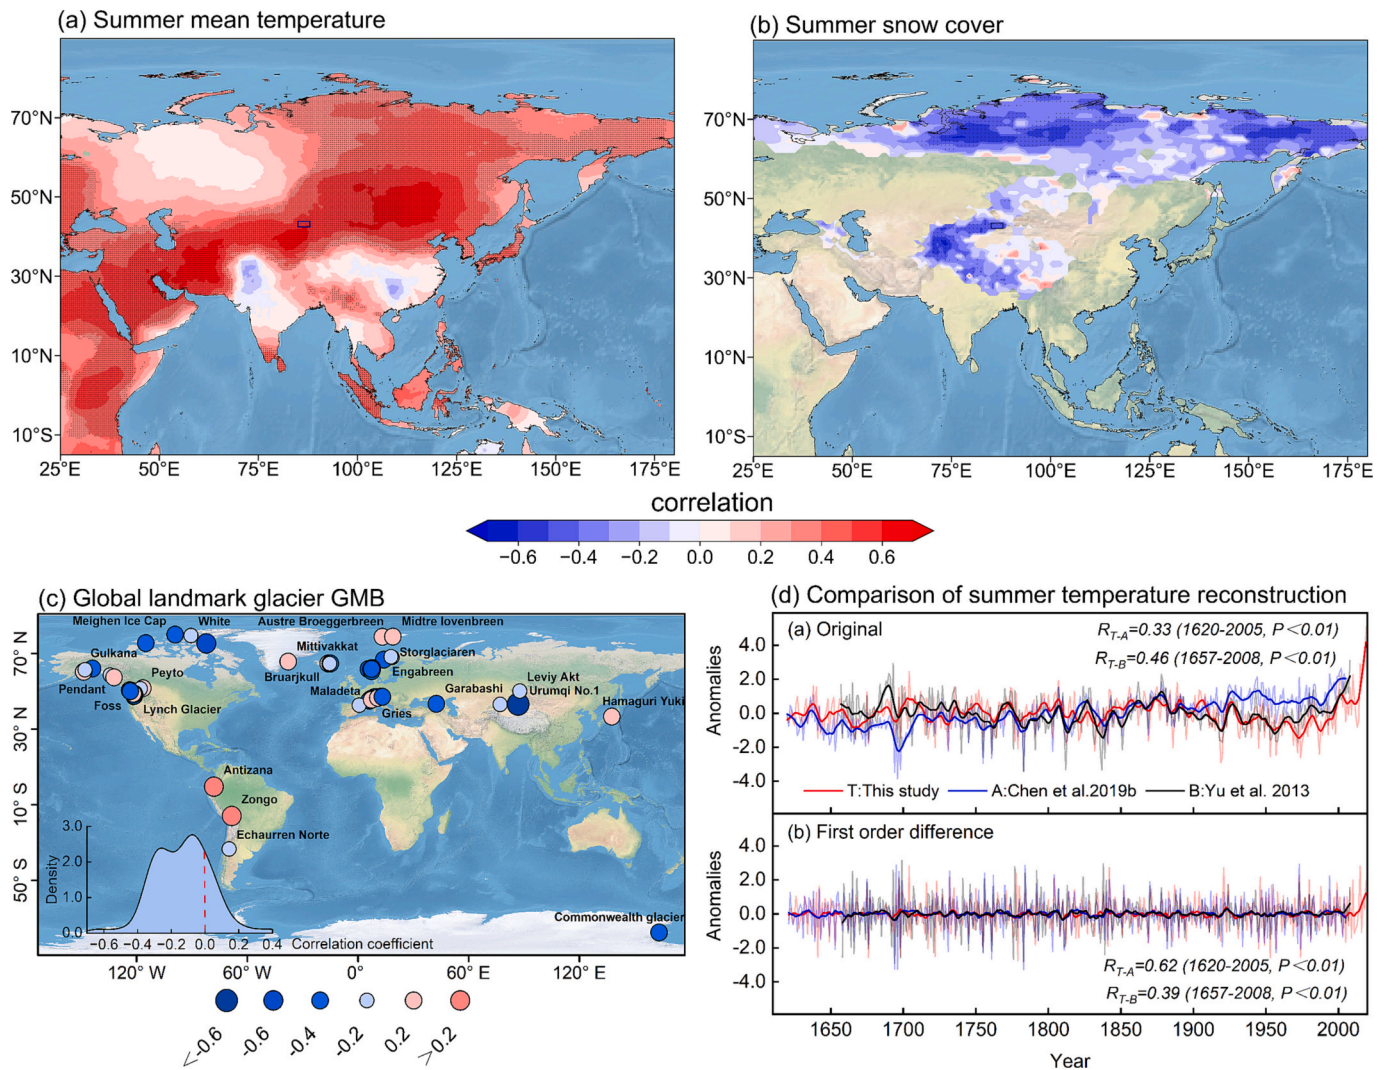 (a) Summer mean temperature
(b) Summer snow cover
70°N
50°N
30°N
10°N
10°S
25°E 50°E 75°E 100°E 125°E 150°E 175°E
70°N
50°N
30°N
10°N
10°S
25°E 50°E 75°E 100°E 125°E 150°E 175°E
correlation
−0.6 −0.4 −0.2 0.0 0.2 0.4 0.6
(c) Global landmark glacier GMB
Meighen Ice Cap White Austre Broeggerbreen Midtre lovenbreen
Gulkana Mittivakkat Storglaciaren
Peyto Bruarjkull Engabreen Leviy Akt
Pendant Maladeta Garabashi Urumqi No.1
Foss Lynch Glacier Gries Hamaguri Yuki
Antizana
Zongo
Echaurren Norte
Commonwealth glacier
70° N
30° N
10° S
50° S
3.0
2.0
1.0
0.0
Density
−0.6 −0.4 −0.2 0.0 0.2 0.4
Correlation coefficient
120° W 60° W 0° 60° E 120° E
<-0.6 -0.6 -0.4 -0.2 0.2 >0.2
(d) Comparison of summer temperature reconstruction
(a) Original
R T-A=0.33 (1620-2005, P<0.01)
R T-B=0.46 (1657-2008, P<0.01)
Anomalies
4.0
2.0
0.0
-2.0
-4.0
T:This study A:Chen et al.2019b B:Yu et al. 2013
(b) First order difference
Anomalies
4.0
2.0
0.0
-2.0
-4.0
R T-A=0.62 (1620-2005, P<0.01)
R T-B=0.39 (1657-2008, P<0.01)
1650 1700 1750 1800 1850 1900 1950 2000
Year